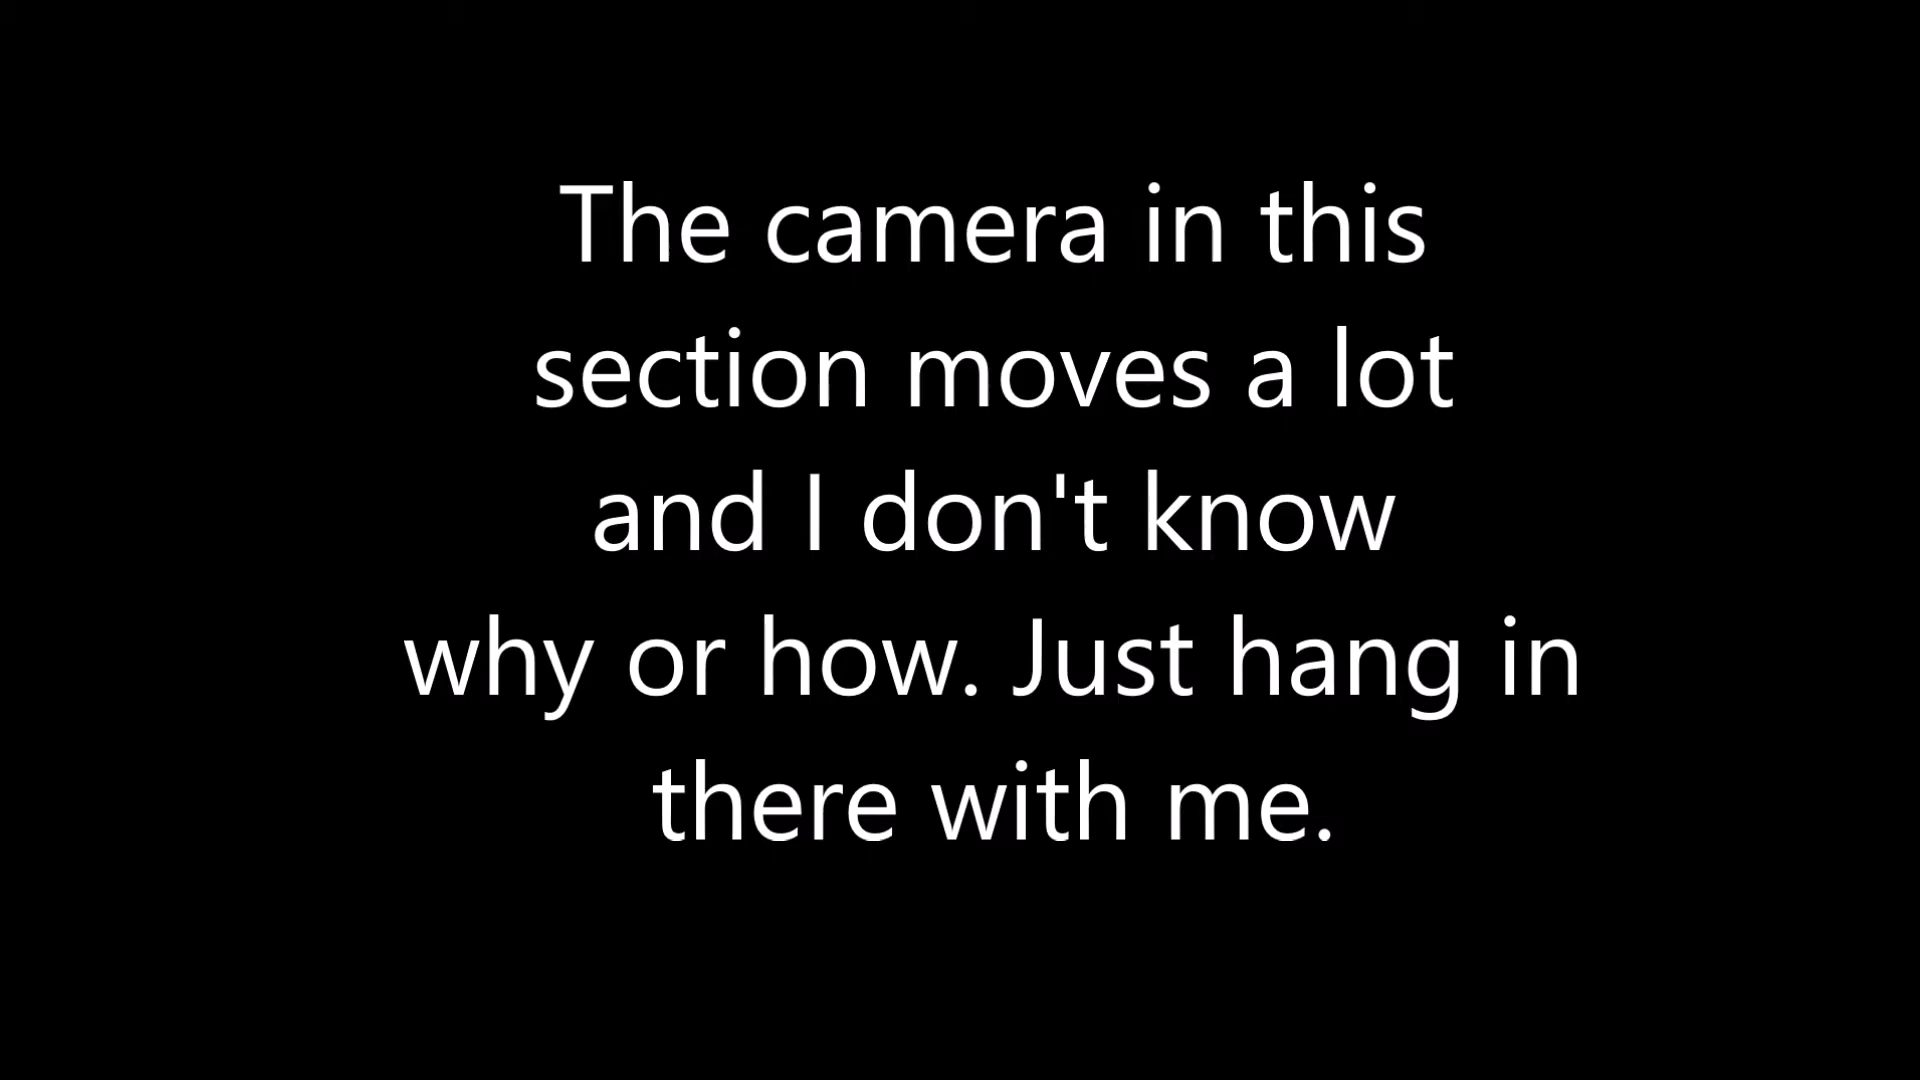 The camera in this
section moves a lot
and I don't know
why or how. Just hang in
there with me.